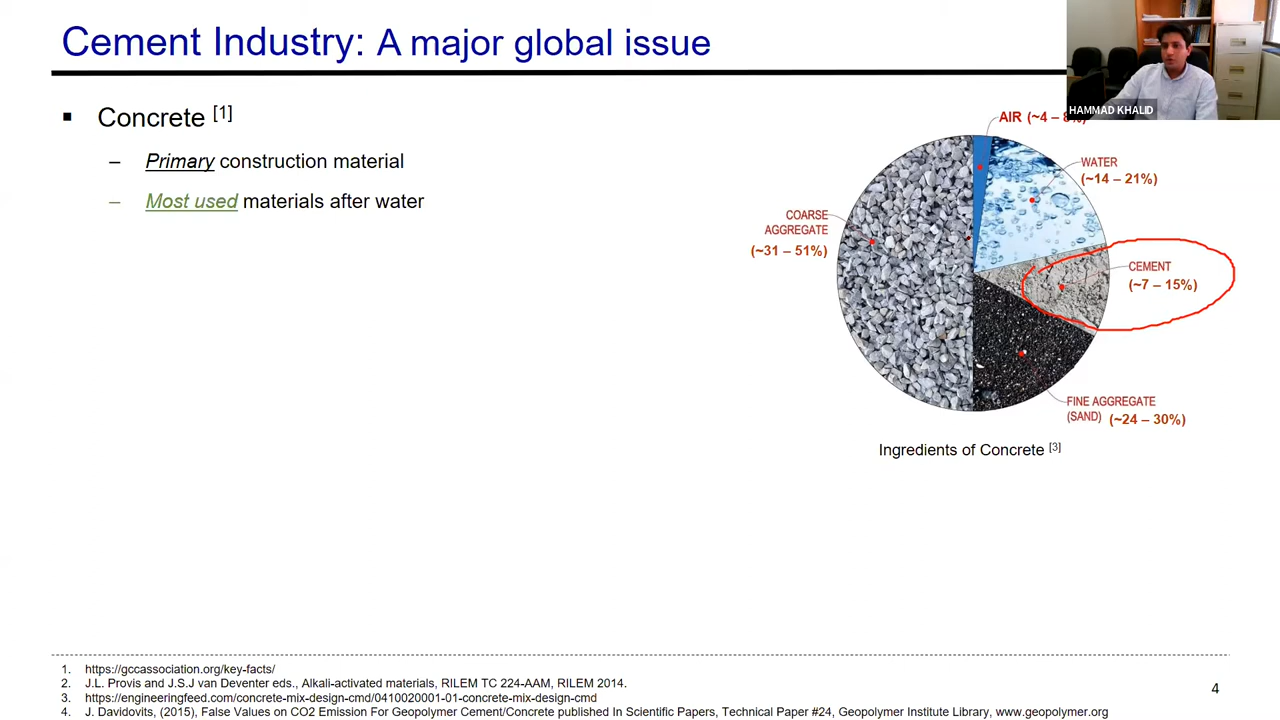 Cement Industry: A major global issue
HAMMAD KHALID
▪ Concrete [1]
– Primary construction material
– Most used materials after water
AIR (~4 – 8%)
WATER
(~14 – 21%)
COARSE
AGGREGATE
(~31 – 51%)
CEMENT
(~7 – 15%)
FINE AGGREGATE
(SAND) (~24 – 30%)
Ingredients of Concrete [3]
1. https://gccassociation.org/key-facts/
2. J.L. Provis and J.S.J van Deventer eds., Alkali-activated materials, RILEM TC 224-AAM, RILEM 2014.
3. https://engineeringfeed.com/concrete-mix-design-cmd/0410020001-01-concrete-mix-design-cmd
4. J. Davidovits, (2015), False Values on CO2 Emission For Geopolymer Cement/Concrete published In Scientific Papers, Technical Paper #24, Geopolymer Institute Library, www.geopolymer.org
4